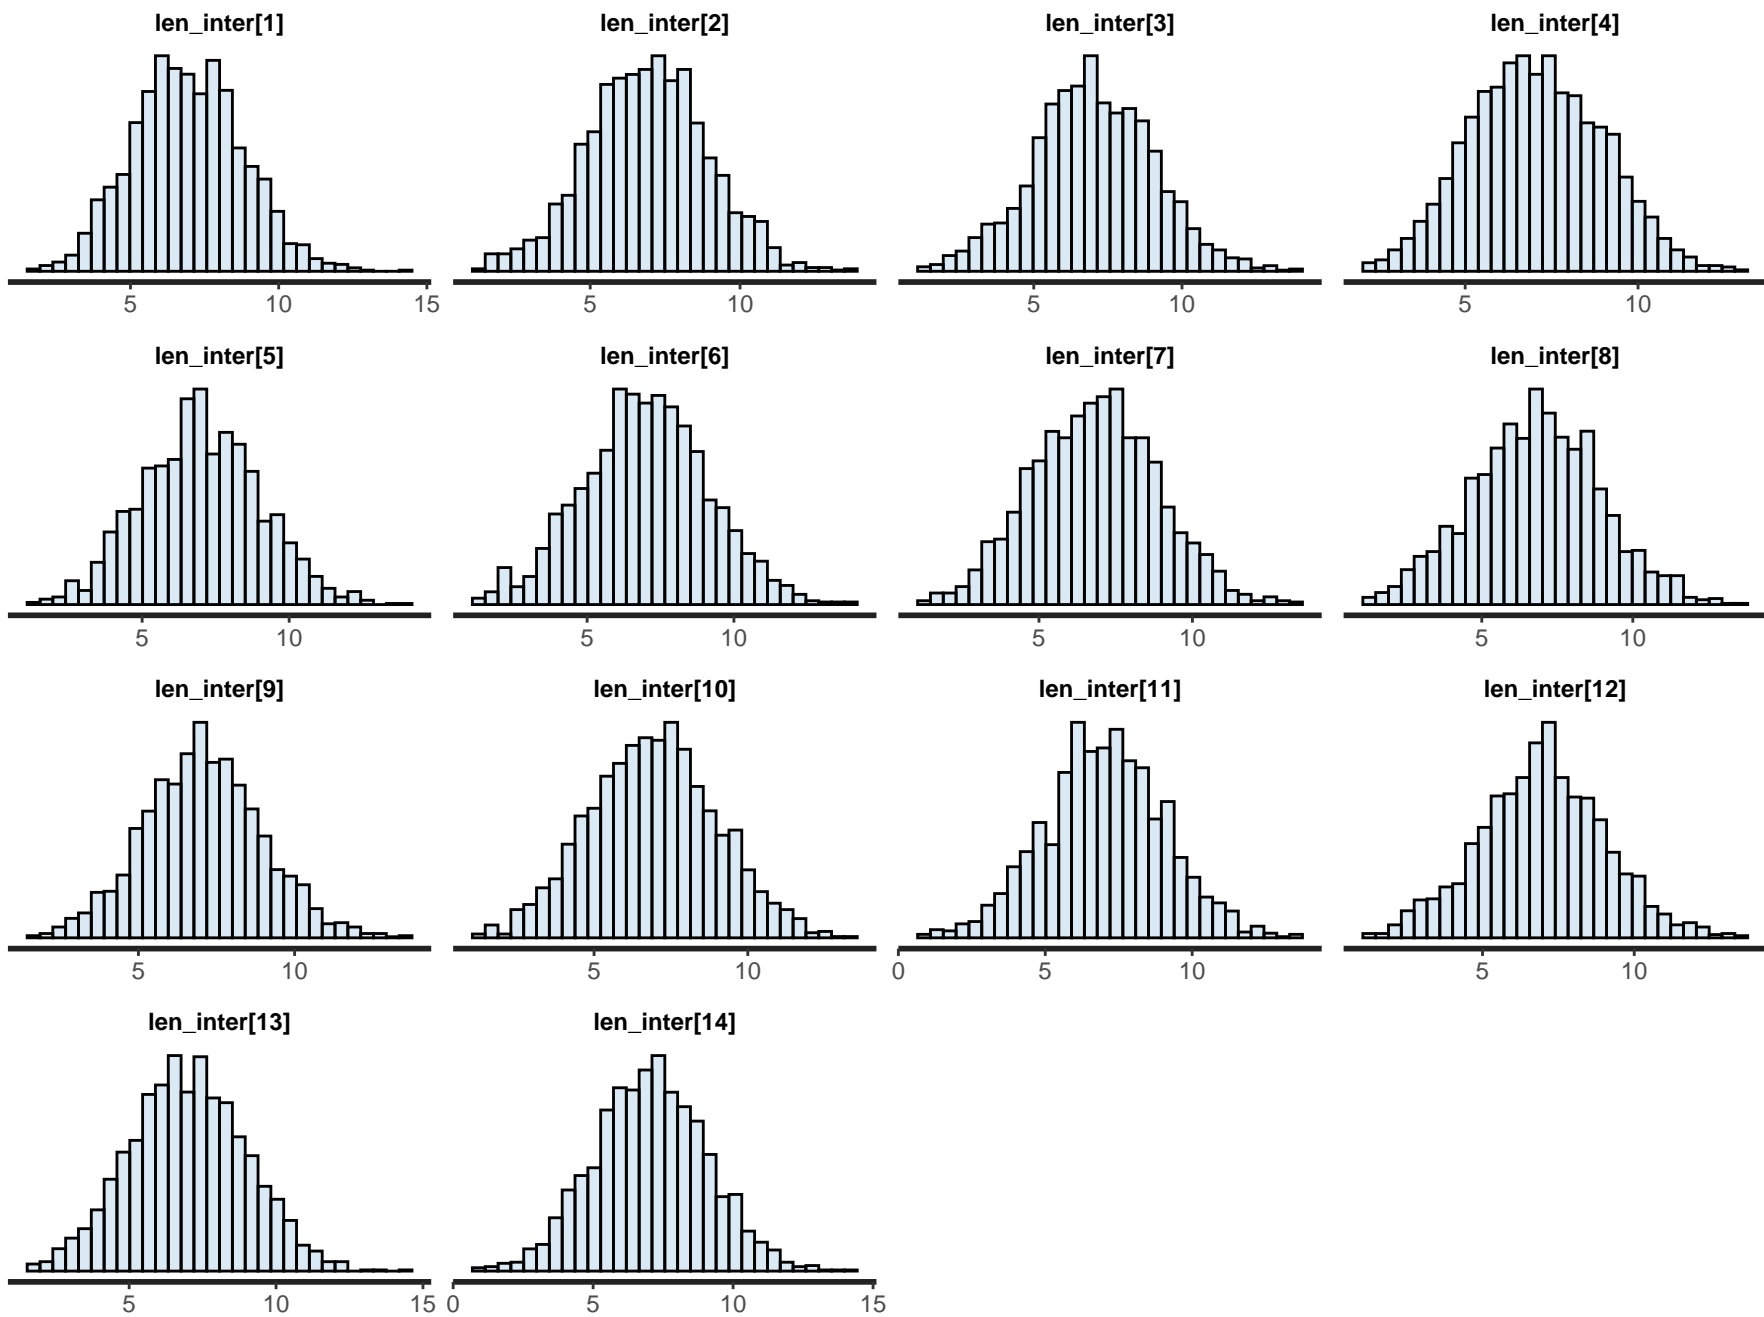 len_inter[1] len_inter[2] len_inter[3] len_inter[4]
5 10 15 5 10 5 10 5 10
len_inter[5] len_inter[6] len_inter[7] len_inter[8]
5 10 5 10 5 10 5 10
len_inter[9] len_inter[10] len_inter[11] len_inter[12]
5 10 5 10 0 5 10 5 10
len_inter[13] len_inter[14]
5 10 15 0 5 10 15